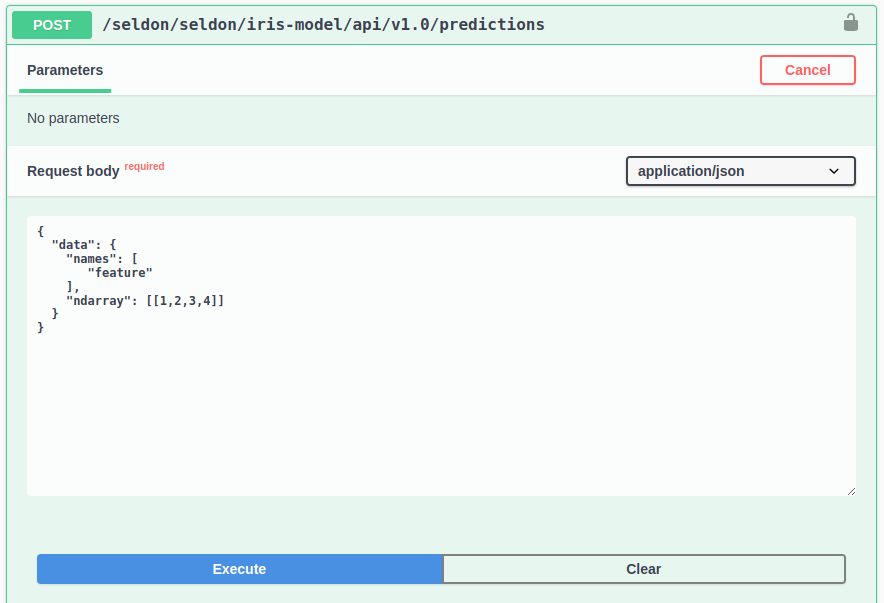 POST /seldon/seldon/iris-model/api/v1.0/predictions
Parameters Cancel
No parameters
Request body required application/json
{
  "data": {
    "names": [
       "feature"
    ],
    "ndarray": [[1,2,3,4]]
  }
}
Execute Clear